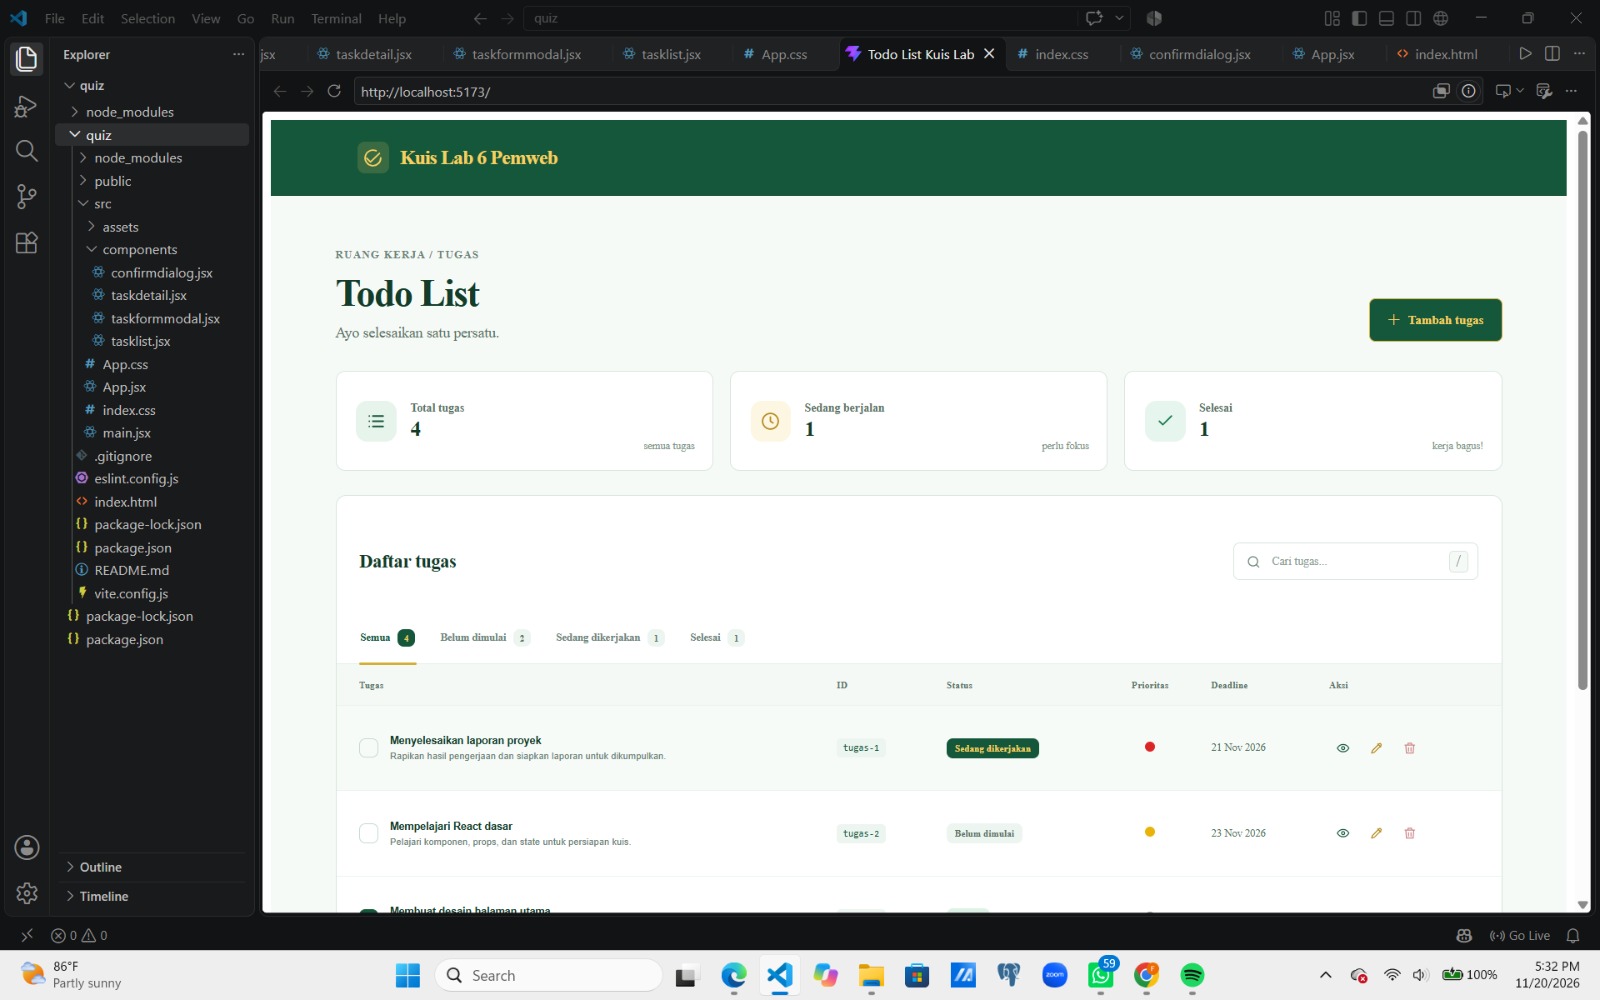 File Edit Selection View Go Run Terminal Help
quiz
Explorer
jsx
taskdetail.jsx
taskformmodal.jsx
tasklist.jsx
App.css
Todo List Kuis Lab
index.css
confirmdialog.jsx
App.jsx
index.html
http://localhost:5173/
quiz
node_modules
quiz
node_modules
public
src
assets
components
confirmdialog.jsx
taskdetail.jsx
taskformmodal.jsx
tasklist.jsx
App.css
App.jsx
index.css
main.jsx
.gitignore
eslint.config.js
index.html
package-lock.json
package.json
README.md
vite.config.js
package-lock.json
package.json
Outline
Timeline
Kuis Lab 6 Pemweb
RUANG KERJA / TUGAS
Todo List
Ayo selesaikan satu persatu.
+ Tambah tugas
Total tugas
4
semua tugas
Sedang berjalan
1
perlu fokus
Selesai
1
kerja bagus!
Daftar tugas
Cari tugas...
/
Semua 4
Belum dimulai 2
Sedang dikerjakan 1
Selesai 1
Tugas ID Status Prioritas Deadline Aksi
Menyelesaikan laporan proyek
Rapikan hasil pengerjaan dan siapkan laporan untuk dikumpulkan.
tugas-1
Sedang dikerjakan
21 Nov 2026
Mempelajari React dasar
Pelajari komponen, props, dan state untuk persiapan kuis.
tugas-2
Belum dimulai
23 Nov 2026
Membuat desain halaman utama
0 0
Go Live
86°F
Partly sunny
Search
zoom
59
100%
5:32 PM
11/20/2026